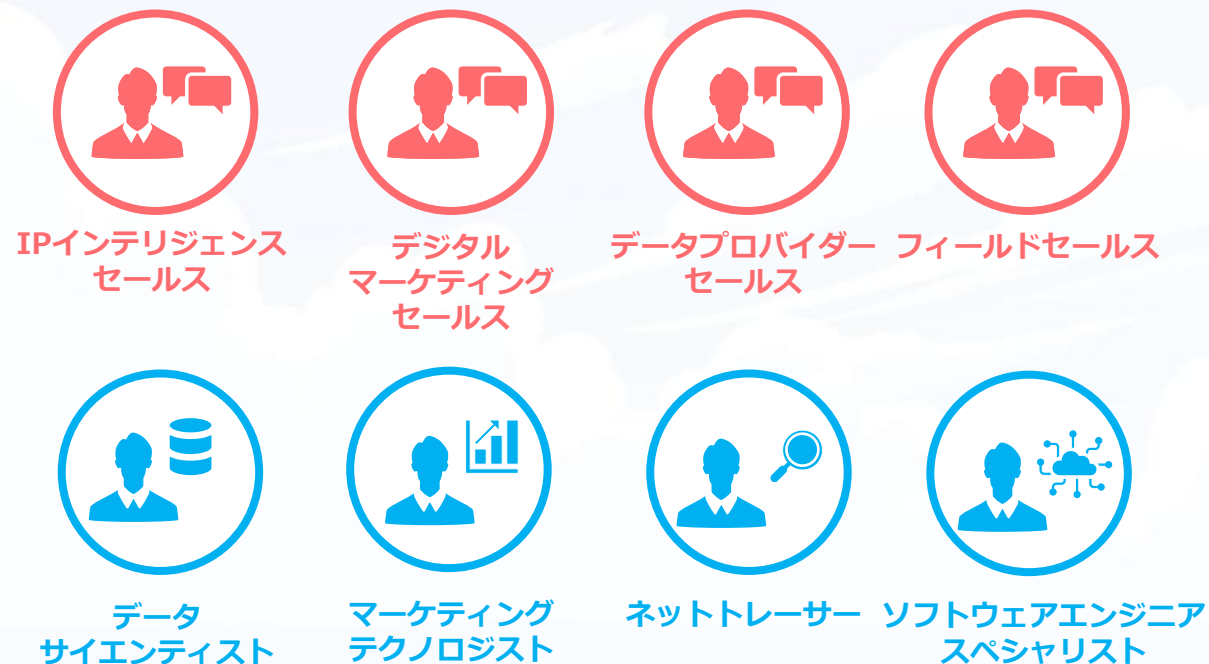 IPインテリジェンス
セールス
デジタル
マーケティング
セールス
データプロバイダー
セールス
フィールドセールス
データ
サイエンティスト
マーケティング
テクノロジスト
ネットトレーサー
ソフトウェアエンジニア
スペシャリスト